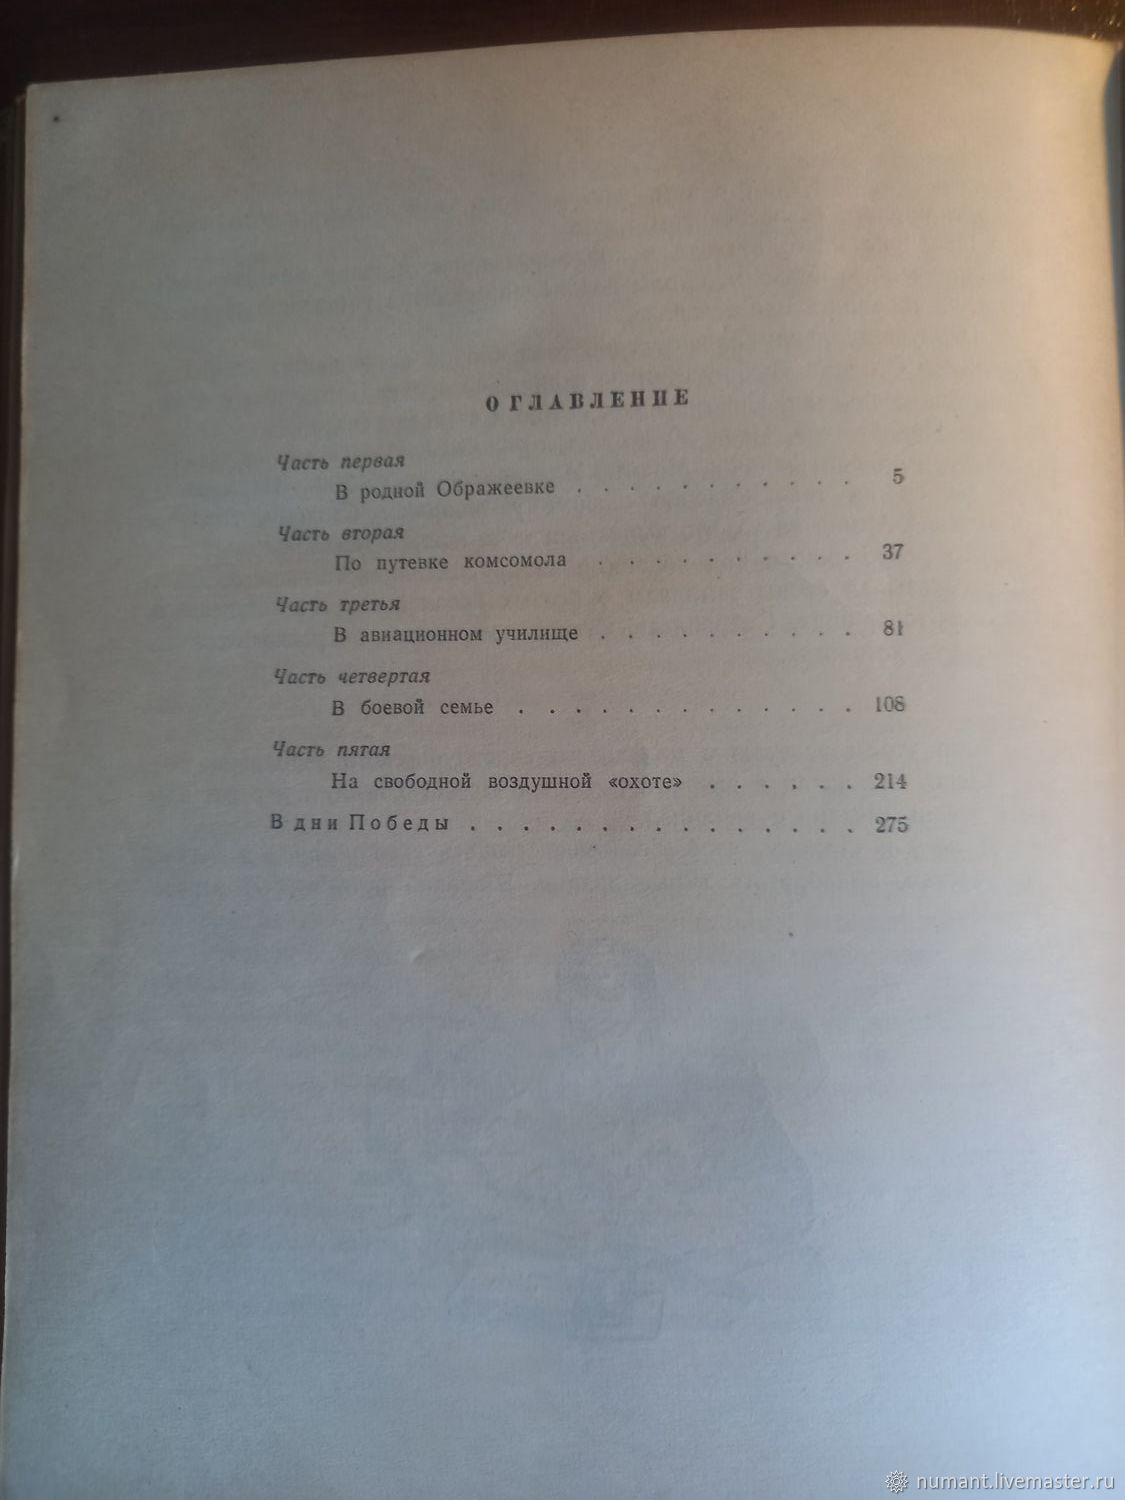 ОГЛАВЛЕНИЕ
Часть первая
В родной Ображеевке . . . . . . . . . . . 5
Часть вторая
По путевке комсомола . . . . . . . . . . 37
Часть третья
В авиационном училище . . . . . . . . . . 81
Часть четвертая
В боевой семье . . . . . . . . . . . . . 108
Часть пятая
На свободной воздушной «охоте» . . . . . . 214
В дни Победы . . . . . . . . . . . . . . . 275
numant.livemaster.ru